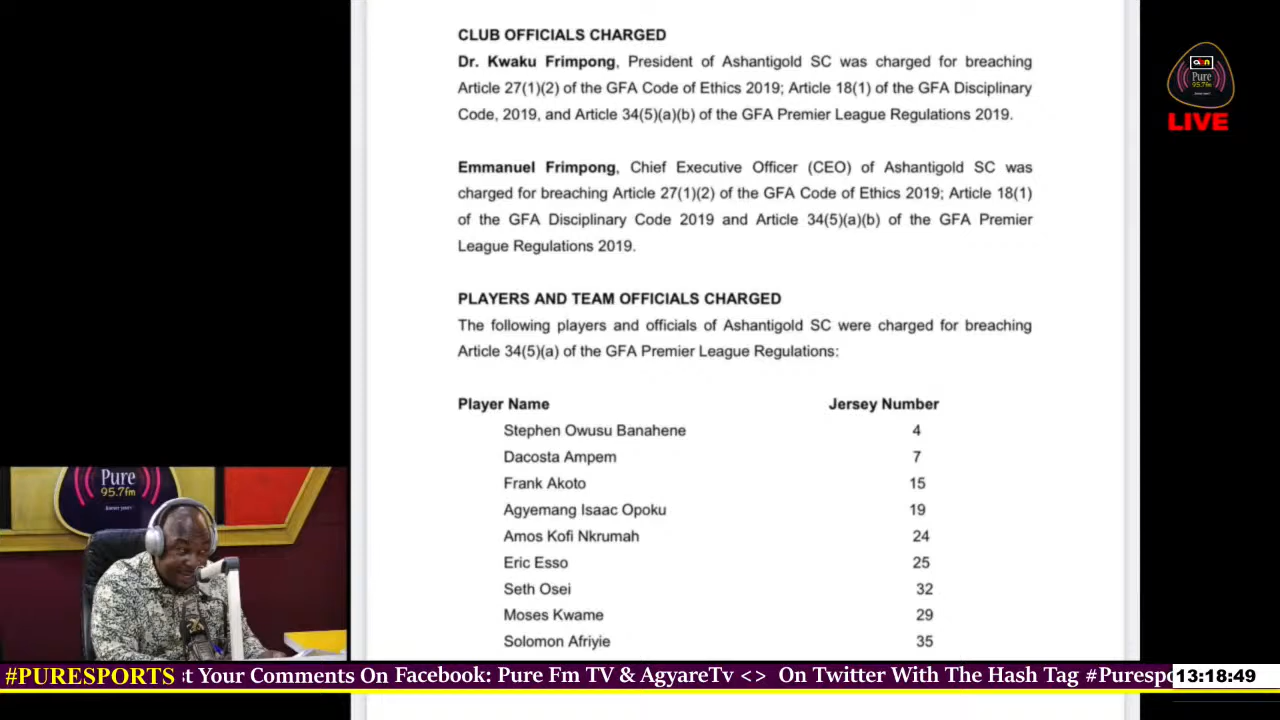 CLUB OFFICIALS CHARGED
Dr. Kwaku Frimpong, President of Ashantigold SC was charged for breaching
Article 27(1)(2) of the GFA Code of Ethics 2019; Article 18(1) of the GFA Disciplinary
Code, 2019, and Article 34(5)(a)(b) of the GFA Premier League Regulations 2019.
Emmanuel Frimpong, Chief Executive Officer (CEO) of Ashantigold SC was
charged for breaching Article 27(1)(2) of the GFA Code of Ethics 2019; Article 18(1)
of the GFA Disciplinary Code 2019 and Article 34(5)(a)(b) of the GFA Premier
League Regulations 2019.
PLAYERS AND TEAM OFFICIALS CHARGED
The following players and officials of Ashantigold SC were charged for breaching
Article 34(5)(a) of the GFA Premier League Regulations:
Player Name Jersey Number
Stephen Owusu Banahene 4
Dacosta Ampem 7
Frank Akoto 15
Agyemang Isaac Opoku 19
Amos Kofi Nkrumah 24
Eric Esso 25
Seth Osei 32
Moses Kwame 29
Solomon Afriyie 35
Pure
95.7fm
LIVE
Pure
95.7fm
#PURESPORTS st Your Comments On Facebook: Pure Fm TV & AgyareTv <> On Twitter With The Hash Tag #Purespo 13:18:49